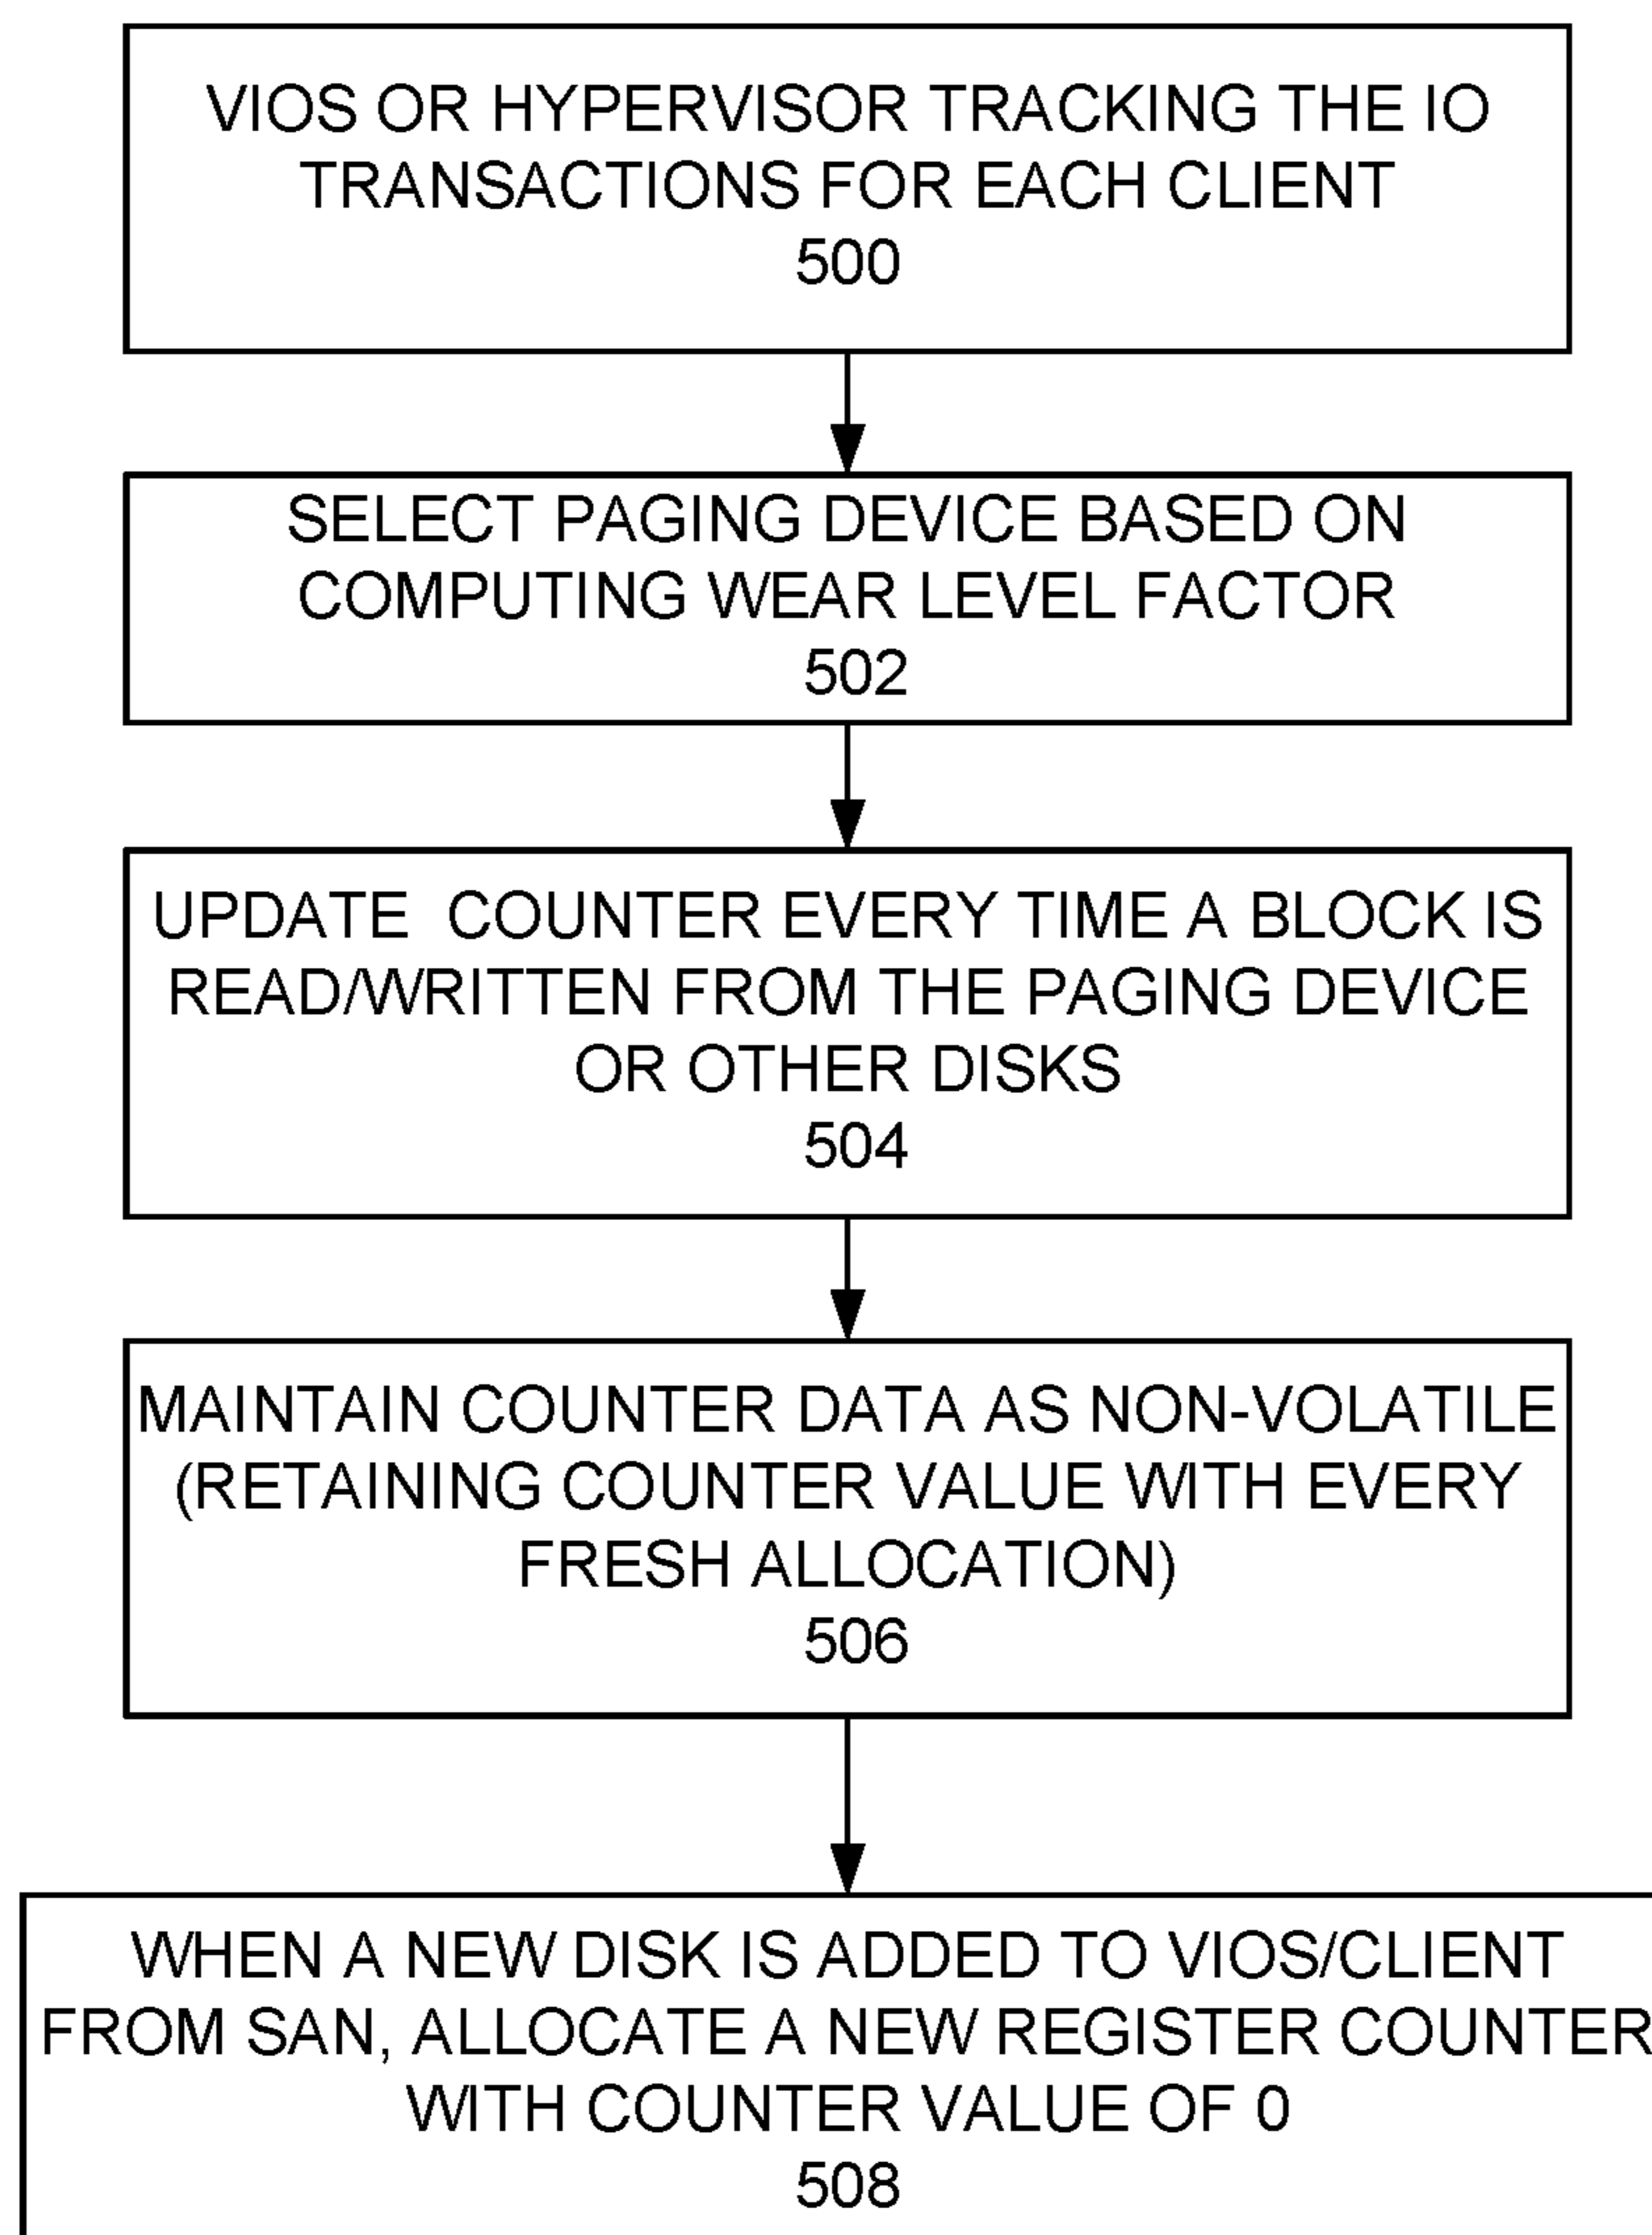 VIOS OR HYPERVISOR TRACKING THE IO
TRANSACTIONS FOR EACH CLIENT
500
SELECT PAGING DEVICE BASED ON
COMPUTING WEAR LEVEL FACTOR
502
UPDATE COUNTER EVERY TIME A BLOCK IS
READ/WRITTEN FROM THE PAGING DEVICE
OR OTHER DISKS
504
MAINTAIN COUNTER DATA AS NON-VOLATILE
(RETAINING COUNTER VALUE WITH EVERY
FRESH ALLOCATION)
506
WHEN A NEW DISK IS ADDED TO VIOS/CLIENT
FROM SAN, ALLOCATE A NEW REGISTER COUNTER
WITH COUNTER VALUE OF 0
508